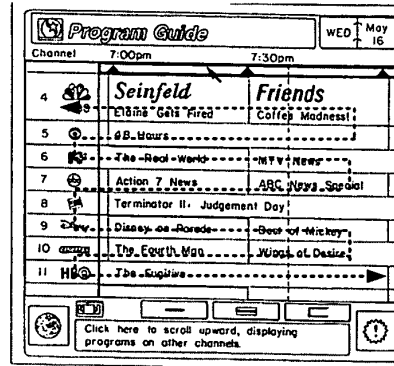 Program Guide
WED May 16
Channel 7:00pm 7:30pm
4 Seinfeld Friends
Elaine Gets Fired Coffee Madness!
5 48 Hours
6 The Real World MTV News
7 Action 7 News ABC News Special
8 Terminator II: Judgement Day
9 Disney on Parade Best of Mickey
10 The Fourth Man Wings of Desire
11 HBO The Fugitive
Click here to scroll upward, displaying
programs on other channels.